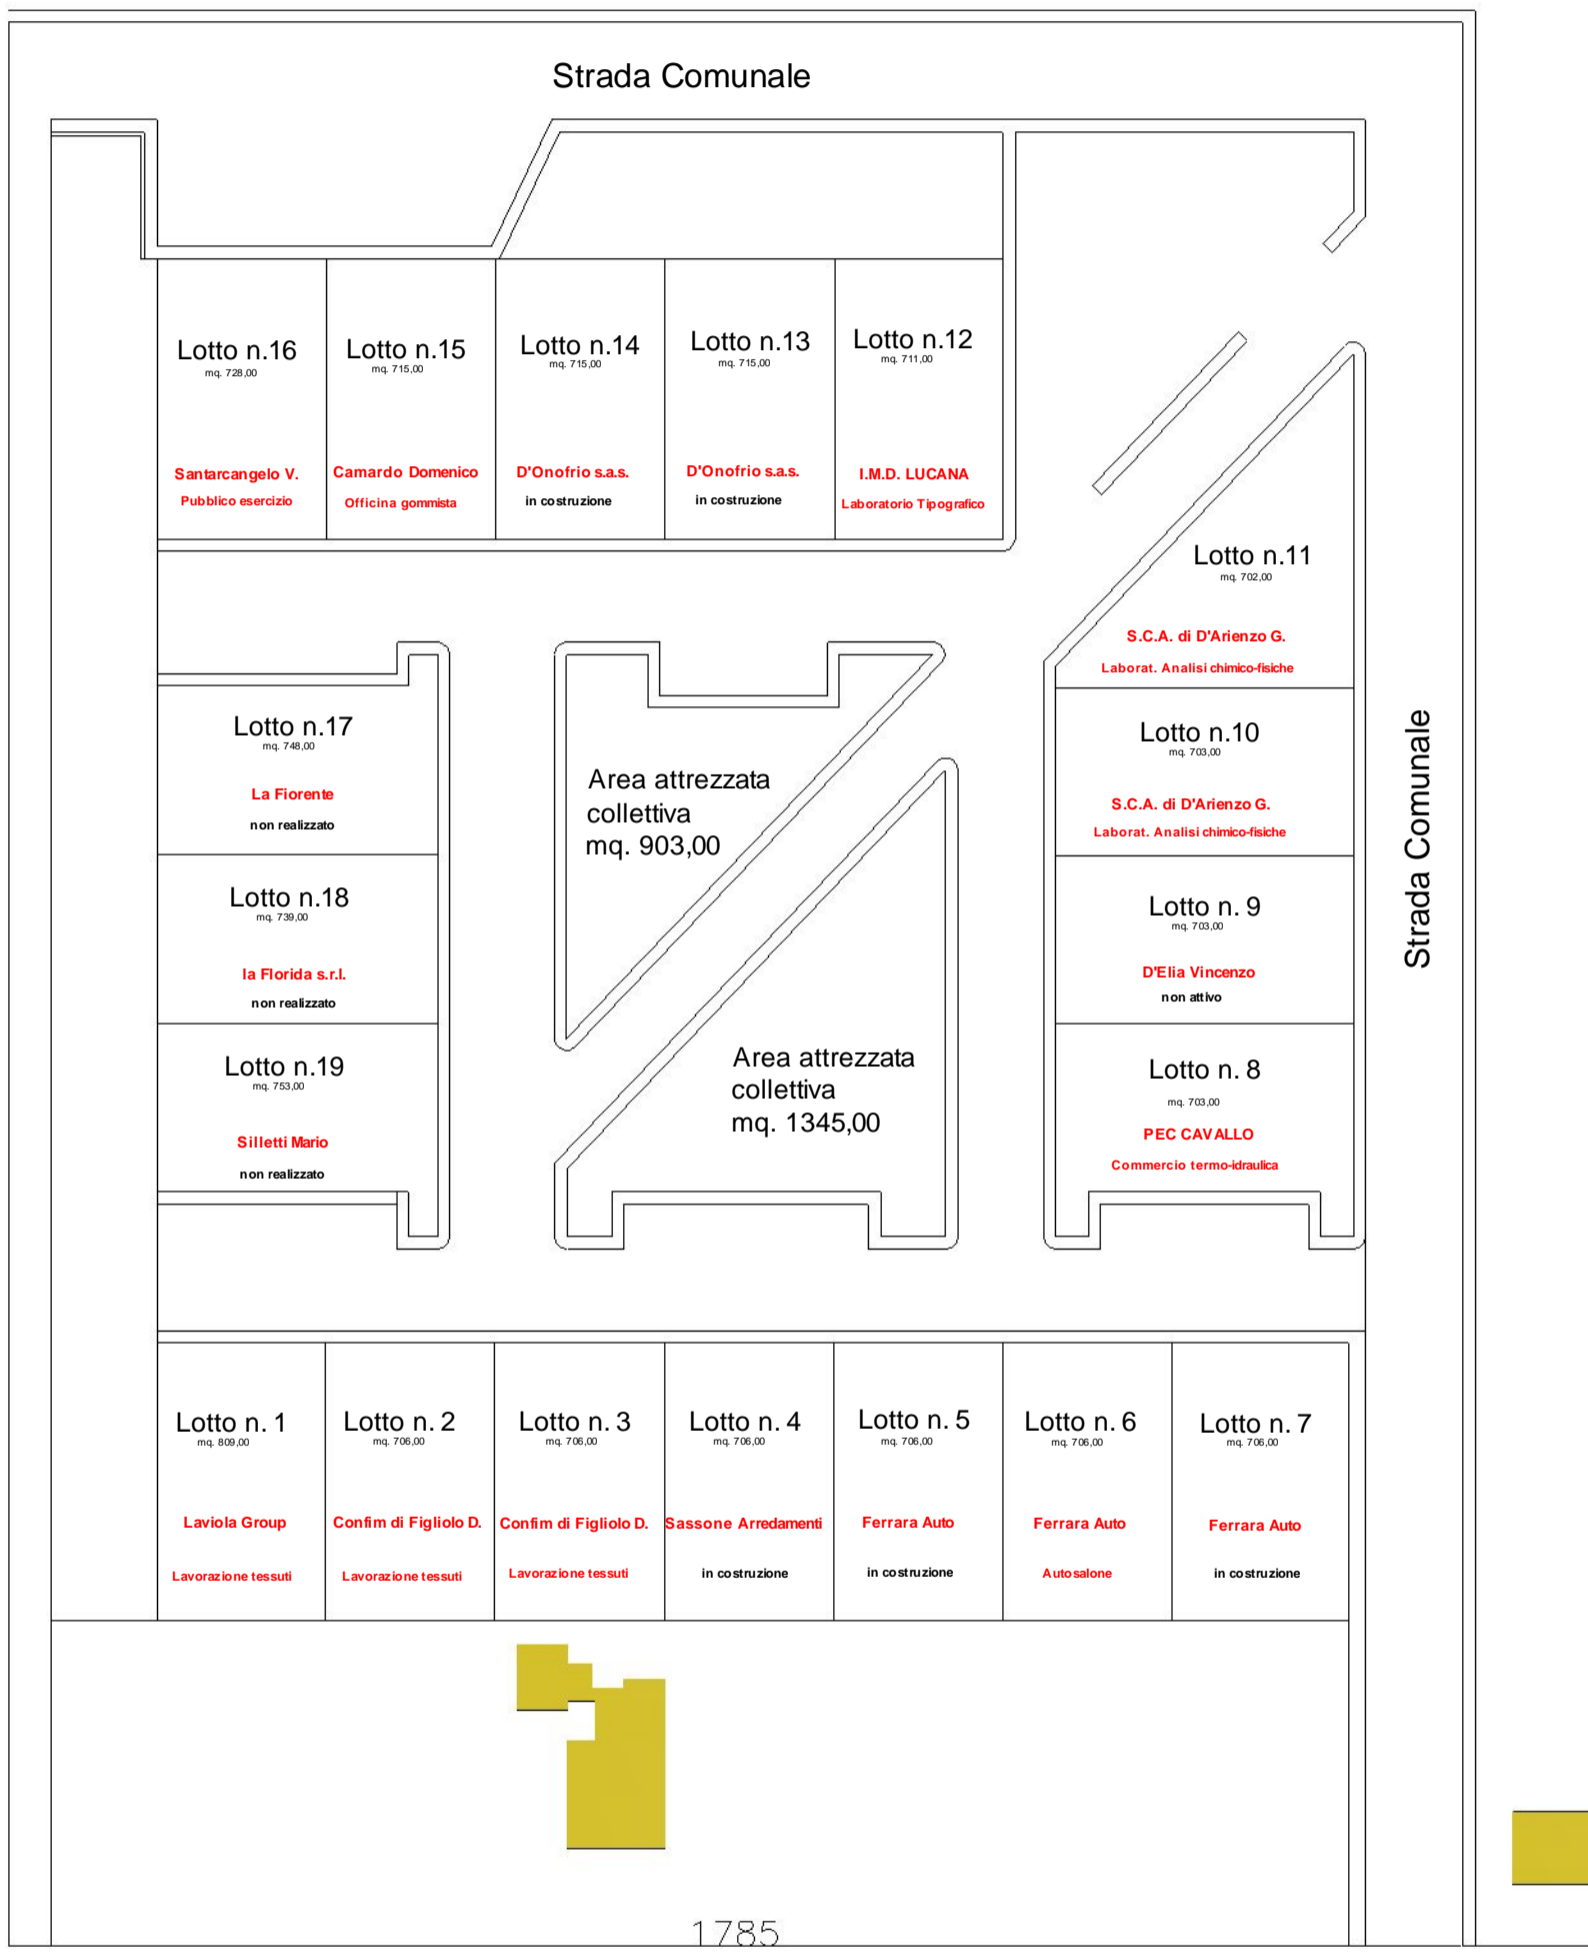 Strada Comunale
Lotto n.16
mq. 728,00
Santarcangelo V.
Pubblico esercizio
Lotto n.15
mq. 715,00
Camardo Domenico
Officina gommista
Lotto n.14
mq. 715,00
D'Onofrio s.a.s.
in costruzione
Lotto n.13
mq. 715,00
D'Onofrio s.a.s.
in costruzione
Lotto n.12
mq. 711,00
I.M.D. LUCANA
Laboratorio Tipografico
Lotto n.11
mq. 702,00
S.C.A. di D'Arienzo G.
Laborat. Analisi chimico-fisiche
Lotto n.17
mq. 748,00
La Fiorente
non realizzato
Area attrezzata
collettiva
mq. 903,00
Lotto n.10
mq. 703,00
S.C.A. di D'Arienzo G.
Laborat. Analisi chimico-fisiche
Strada Comunale
Lotto n.18
mq. 739,00
la Florida s.r.l.
non realizzato
Lotto n. 9
mq. 703,00
D'Elia Vincenzo
non attivo
Lotto n.19
mq. 753,00
Silletti Mario
non realizzato
Area attrezzata
collettiva
mq. 1345,00
Lotto n. 8
mq. 703,00
PEC CAVALLO
Commercio termo-idraulica
Lotto n. 1
mq. 809,00
Laviola Group
Lavorazione tessuti
Lotto n. 2
mq. 706,00
Confim di Figliolo D.
Lavorazione tessuti
Lotto n. 3
mq. 706,00
Confim di Figliolo D.
Lavorazione tessuti
Lotto n. 4
mq. 706,00
Sassone Arredamenti
in costruzione
Lotto n. 5
mq. 706,00
Ferrara Auto
in costruzione
Lotto n. 6
mq. 706,00
Ferrara Auto
Autosalone
Lotto n. 7
mq. 706,00
Ferrara Auto
in costruzione
1785